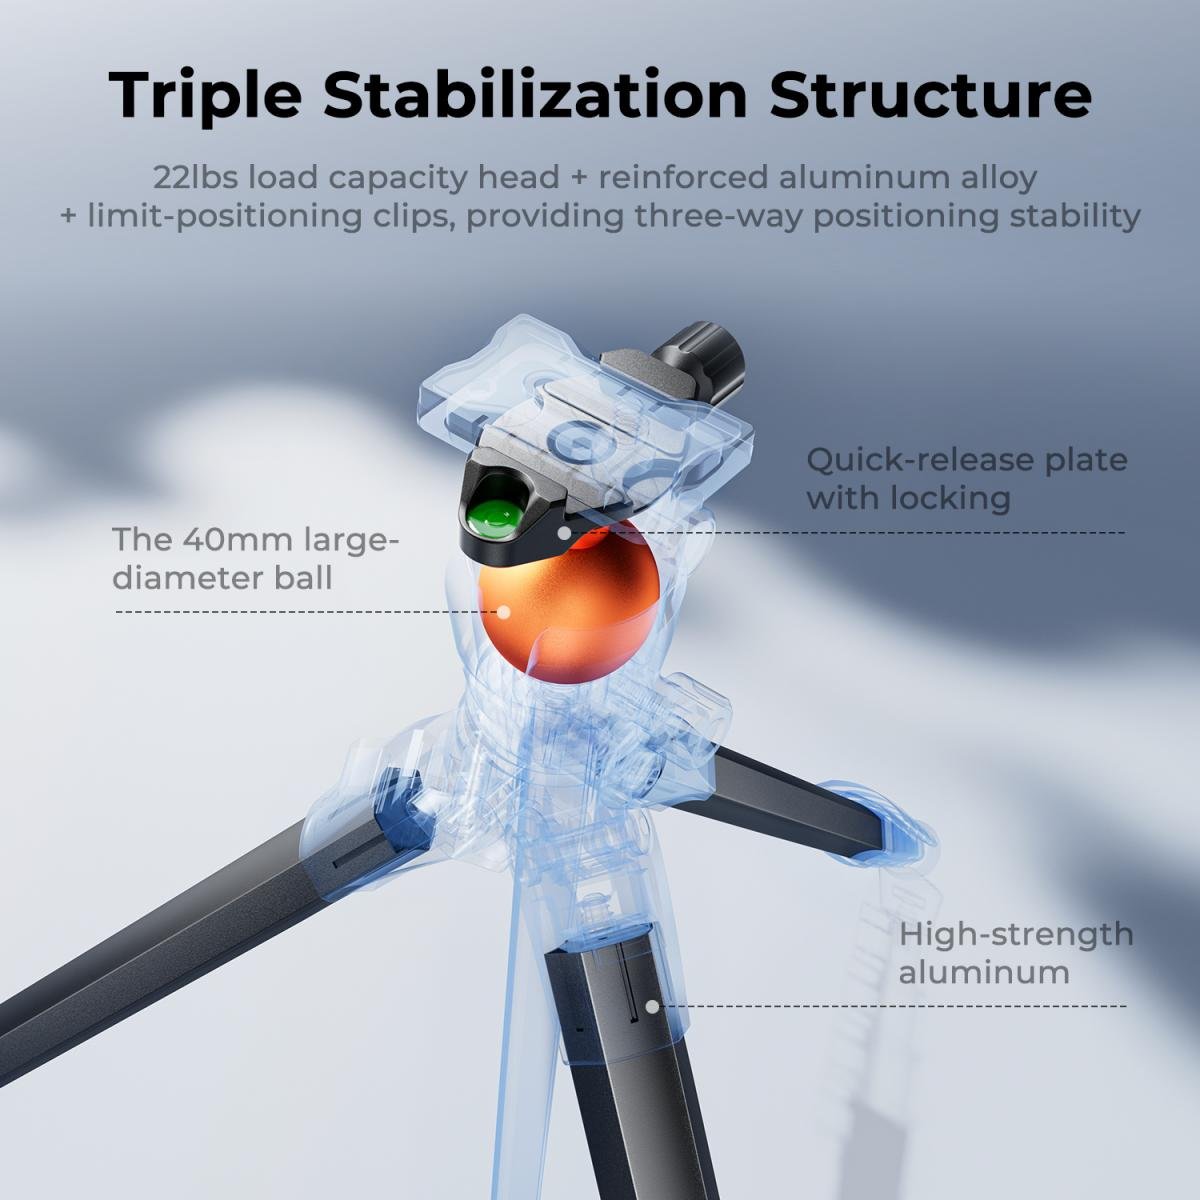 Triple Stabilization Structure
22lbs load capacity head + reinforced aluminum alloy
+ limit-positioning clips, providing three-way positioning stability
Quick-release plate
with locking
The 40mm large-
diameter ball
High-strength
aluminum